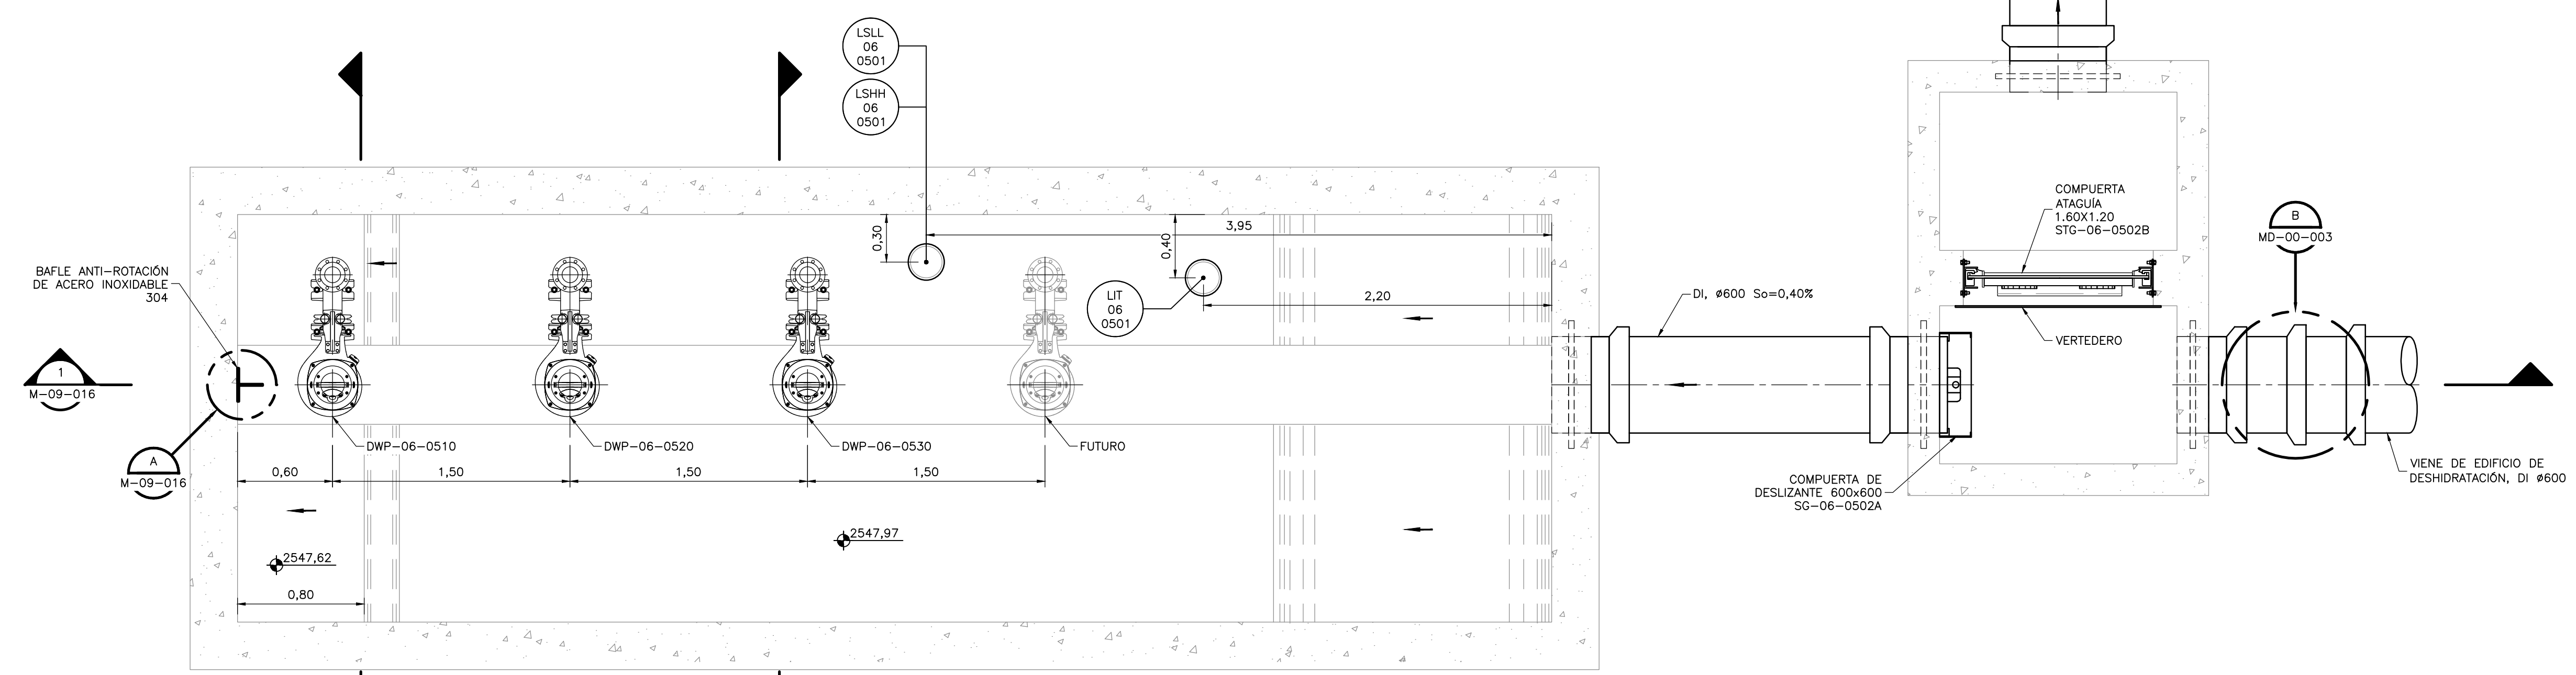 LSLL
06
0501
LSHH
06
0501
COMPUERTA
ATAGUÍA
1.60X1.20
STG-06-0502B
B
MD-00-003
0,30
3,95
0,40
BAFLE ANTI-ROTACIÓN
DE ACERO INOXIDABLE
304
LIT
06
0501
2,20
DI, ø600 So=0,40%
VERTEDERO
1
M-09-016
DWP-06-0510
DWP-06-0520
DWP-06-0530
FUTURO
A
M-09-016
0,60
1,50
1,50
1,50
COMPUERTA DE
DESLIZANTE 600x600
SG-06-0502A
VIENE DE EDIFICIO DE
DESHIDRATACIÓN, DI ø600
2547,97
2547,62
0,80